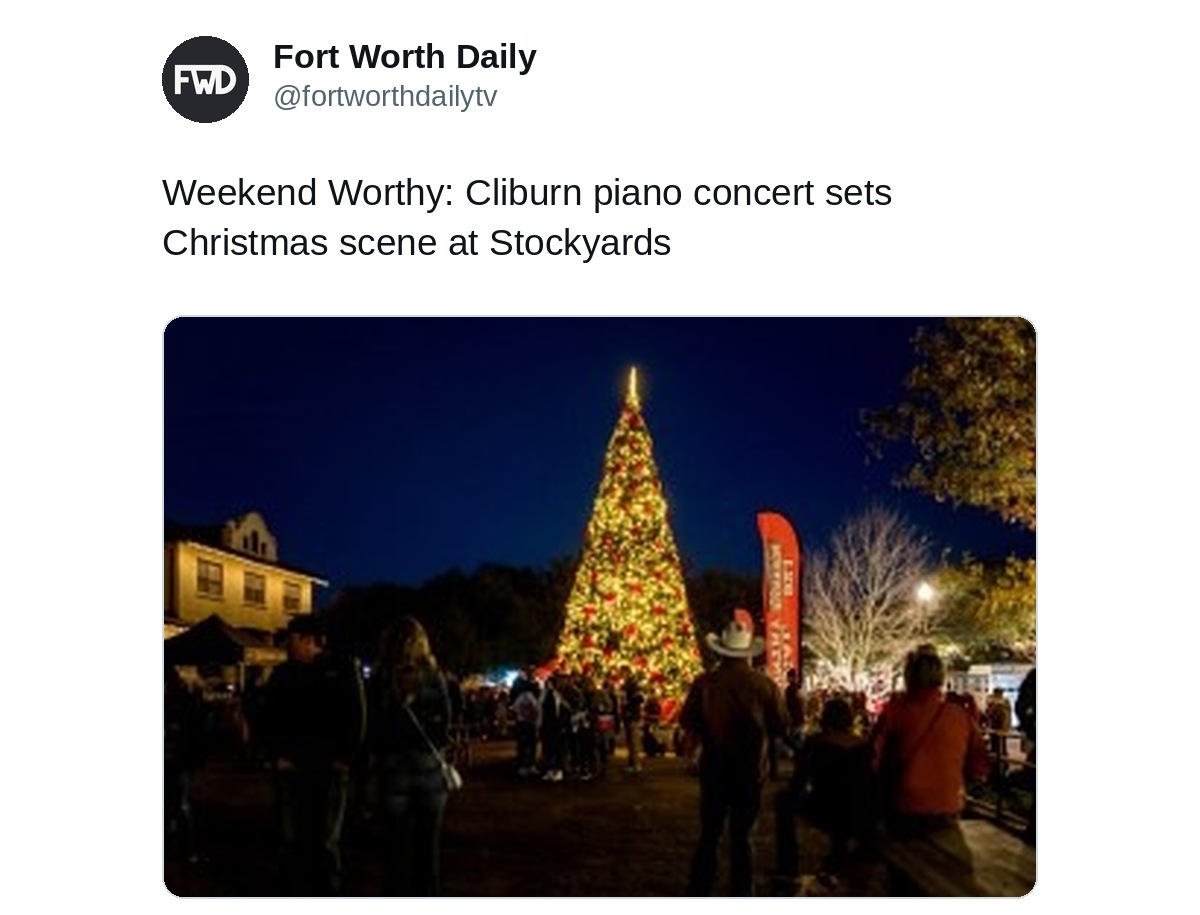 FWD
Fort Worth Daily
@fortworthdailytv
Weekend Worthy: Cliburn piano concert sets
Christmas scene at Stockyards